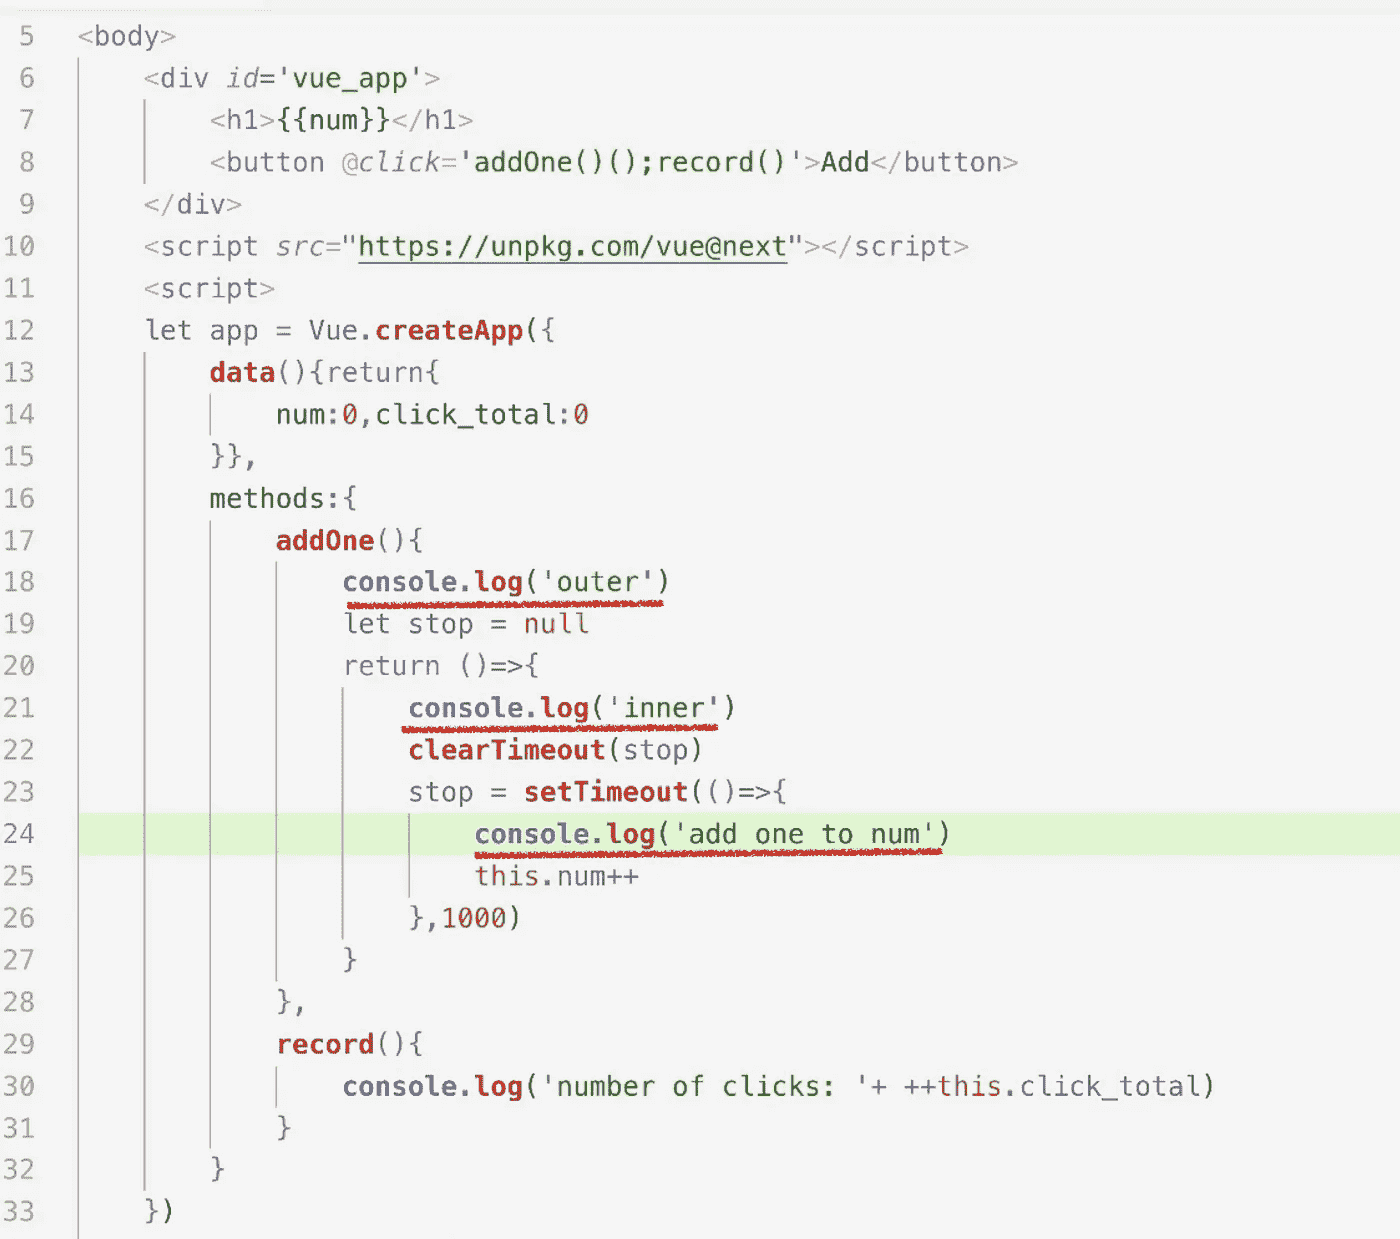 5 <body>
6 <div id='vue_app'>
7 <h1>{{num}}</h1>
8 <button @click='addOne()();record()'>Add</button>
9 </div>
10 <script src="https://unpkg.com/vue@next"></script>
11 <script>
12 let app = Vue.createApp({
13 data(){return{
14 num:0,click_total:0
15 }},
16 methods:{
17 addOne(){
18 console.log('outer')
19 let stop = null
20 return ()=>{
21 console.log('inner')
22 clearTimeout(stop)
23 stop = setTimeout(()=>{
24 console.log('add one to num')
25 this.num++
26 },1000)
27 }
28 },
29 record(){
30 console.log('number of clicks: '+ ++this.click_total)
31 }
32 }
33 })